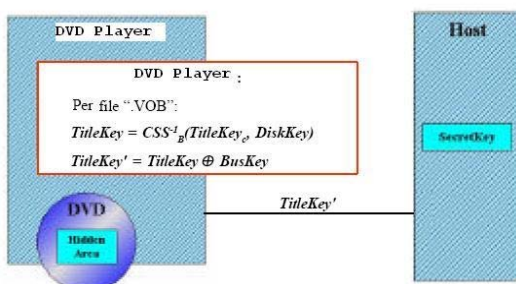 DVD Player
Host
DVD Player :
Per file “.VOB”:
TitleKey = CSS⁻¹B(TitleKeyₑ, DiskKey)
TitleKey' = TitleKey ⊕ BusKey
SecretKey
TitleKey'
DVD
Hidden
Area